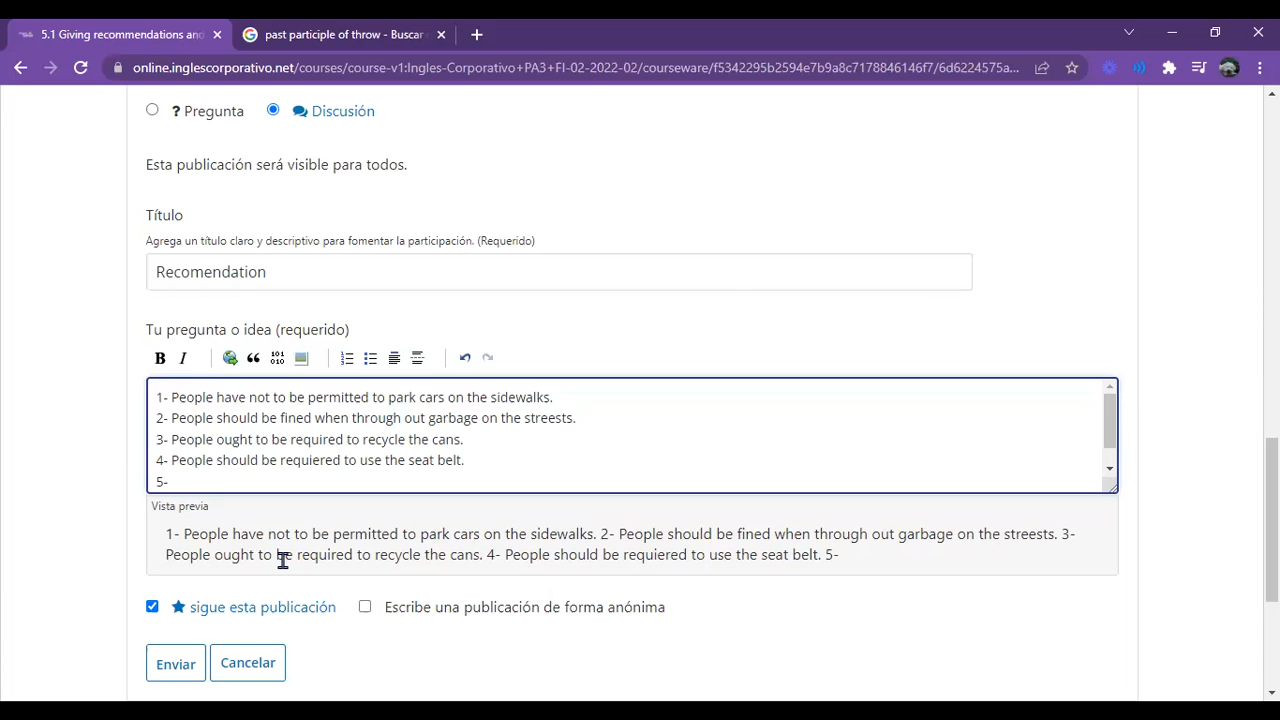 5.1 Giving recommendations and
past participle of throw - Buscar
online.inglescorporativo.net/courses/course-v1:Ingles-Corporativo+PA3+FI-02-2022-02/courseware/f5342295b2594e7b9a8c7178846146f7/6d6224575a...
? Pregunta Discusión
Esta publicación será visible para todos.
Título
Agrega un título claro y descriptivo para fomentar la participación. (Requerido)
Recomendation
Tu pregunta o idea (requerido)
B I 101 010
1- People have not to be permitted to park cars on the sidewalks.
2- People should be fined when through out garbage on the streests.
3- People ought to be required to recycle the cans.
4- People should be requiered to use the seat belt.
5-
Vista previa
1- People have not to be permitted to park cars on the sidewalks. 2- People should be fined when through out garbage on the streests. 3-
People ought to be required to recycle the cans. 4- People should be requiered to use the seat belt. 5-
sigue esta publicación Escribe una publicación de forma anónima
Enviar Cancelar